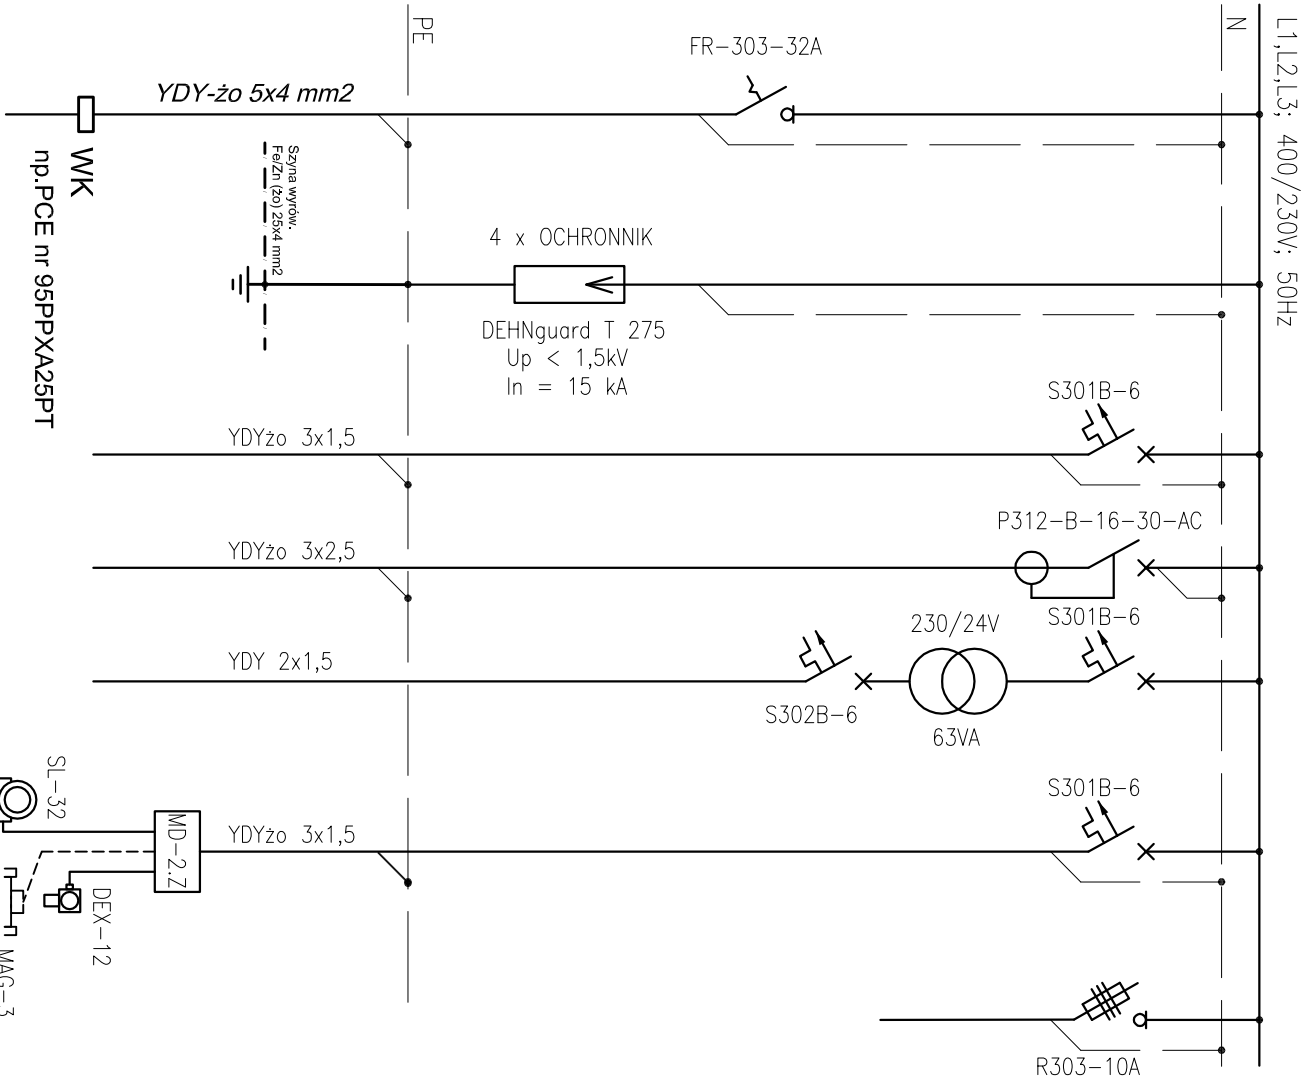 L1,L2,L3; 400/230V; 50Hz
N
PE
FR-303-32A
YDY-żo 5x4 mm2
WK
np.PCE nr 95PPXA25PT
Szyna wyrów.
Fe/Zn (żo) 25x4 mm2
4 x OCHRONNIK
DEHNguard T 275
Up < 1,5kV
In = 15 kA
S301B-6
YDYżo 3x1,5
P312-B-16-30-AC
YDYżo 3x2,5
S301B-6
230/24V
63VA
S302B-6
YDY 2x1,5
S301B-6
YDYżo 3x1,5
MD-2.Z
SL-32
DEX-12
MAG-3
R303-10A